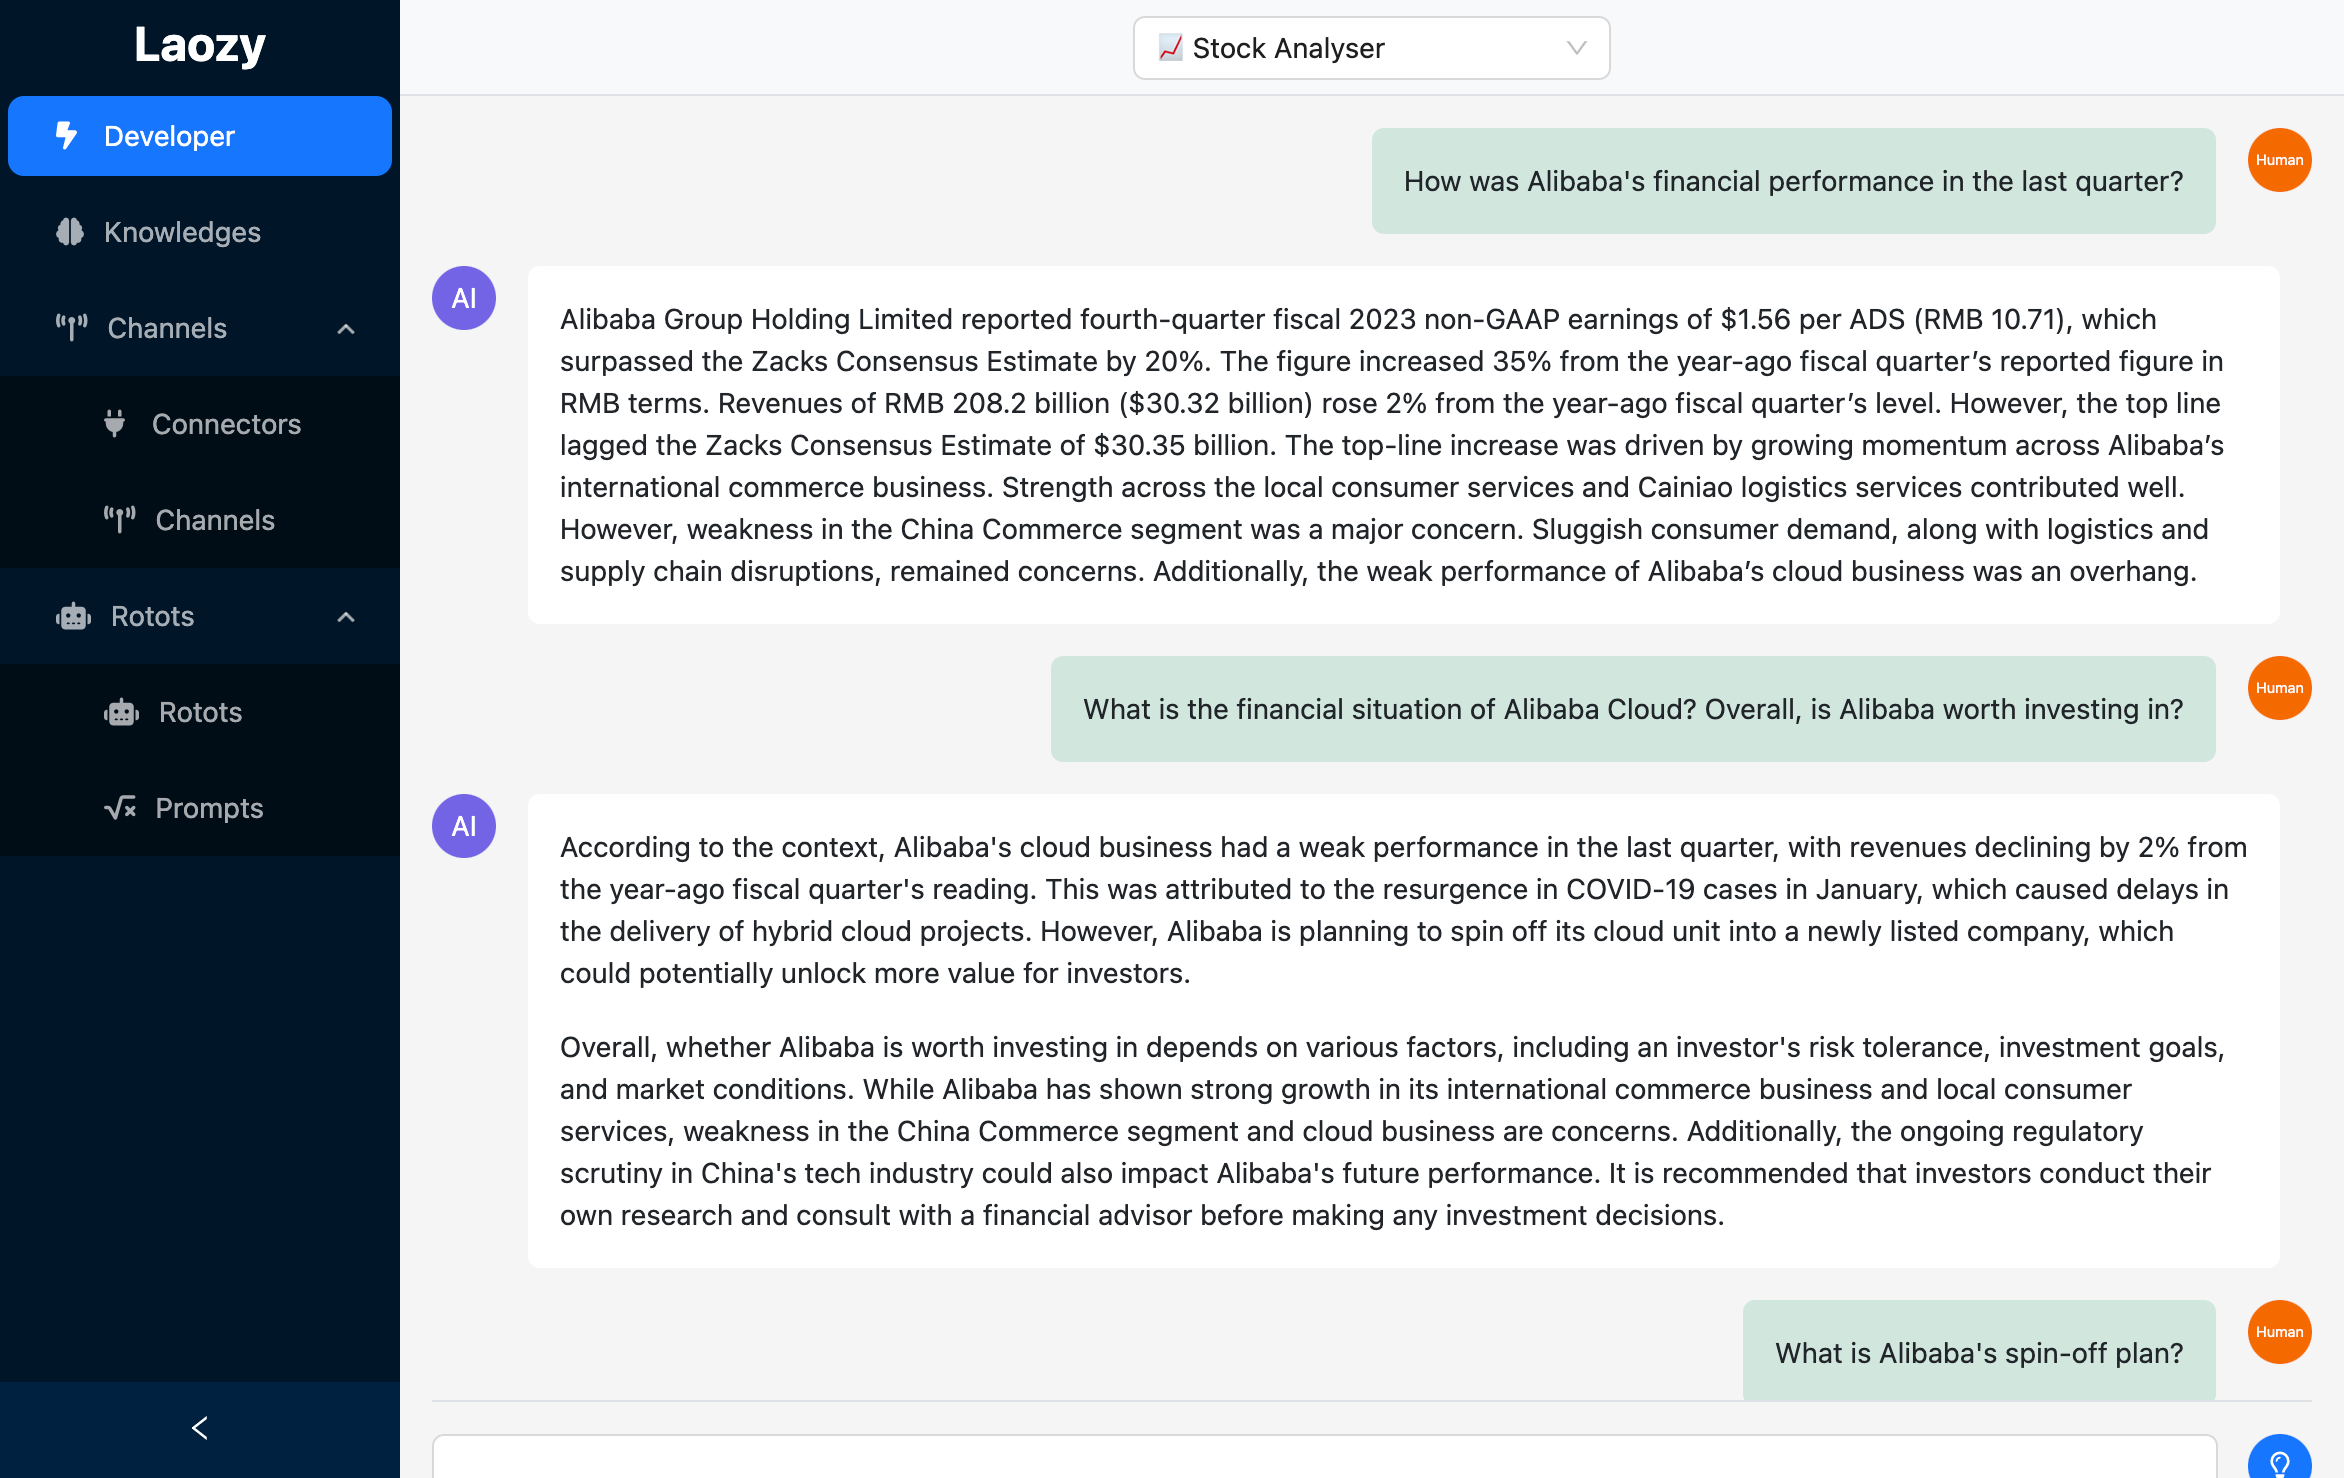 Laozy
Developer
Knowledges
Channels
Connectors
Channels
Rotots
Rotots
Prompts
Stock Analyser
How was Alibaba's financial performance in the last quarter?
Human
AI
Alibaba Group Holding Limited reported fourth-quarter fiscal 2023 non-GAAP earnings of $1.56 per ADS (RMB 10.71), which
surpassed the Zacks Consensus Estimate by 20%. The figure increased 35% from the year-ago fiscal quarter’s reported figure in
RMB terms. Revenues of RMB 208.2 billion ($30.32 billion) rose 2% from the year-ago fiscal quarter’s level. However, the top line
lagged the Zacks Consensus Estimate of $30.35 billion. The top-line increase was driven by growing momentum across Alibaba’s
international commerce business. Strength across the local consumer services and Cainiao logistics services contributed well.
However, weakness in the China Commerce segment was a major concern. Sluggish consumer demand, along with logistics and
supply chain disruptions, remained concerns. Additionally, the weak performance of Alibaba’s cloud business was an overhang.
What is the financial situation of Alibaba Cloud? Overall, is Alibaba worth investing in?
Human
AI
According to the context, Alibaba's cloud business had a weak performance in the last quarter, with revenues declining by 2% from
the year-ago fiscal quarter's reading. This was attributed to the resurgence in COVID-19 cases in January, which caused delays in
the delivery of hybrid cloud projects. However, Alibaba is planning to spin off its cloud unit into a newly listed company, which
could potentially unlock more value for investors.
Overall, whether Alibaba is worth investing in depends on various factors, including an investor's risk tolerance, investment goals,
and market conditions. While Alibaba has shown strong growth in its international commerce business and local consumer
services, weakness in the China Commerce segment and cloud business are concerns. Additionally, the ongoing regulatory
scrutiny in China's tech industry could also impact Alibaba's future performance. It is recommended that investors conduct their
own research and consult with a financial advisor before making any investment decisions.
What is Alibaba's spin-off plan?
Human